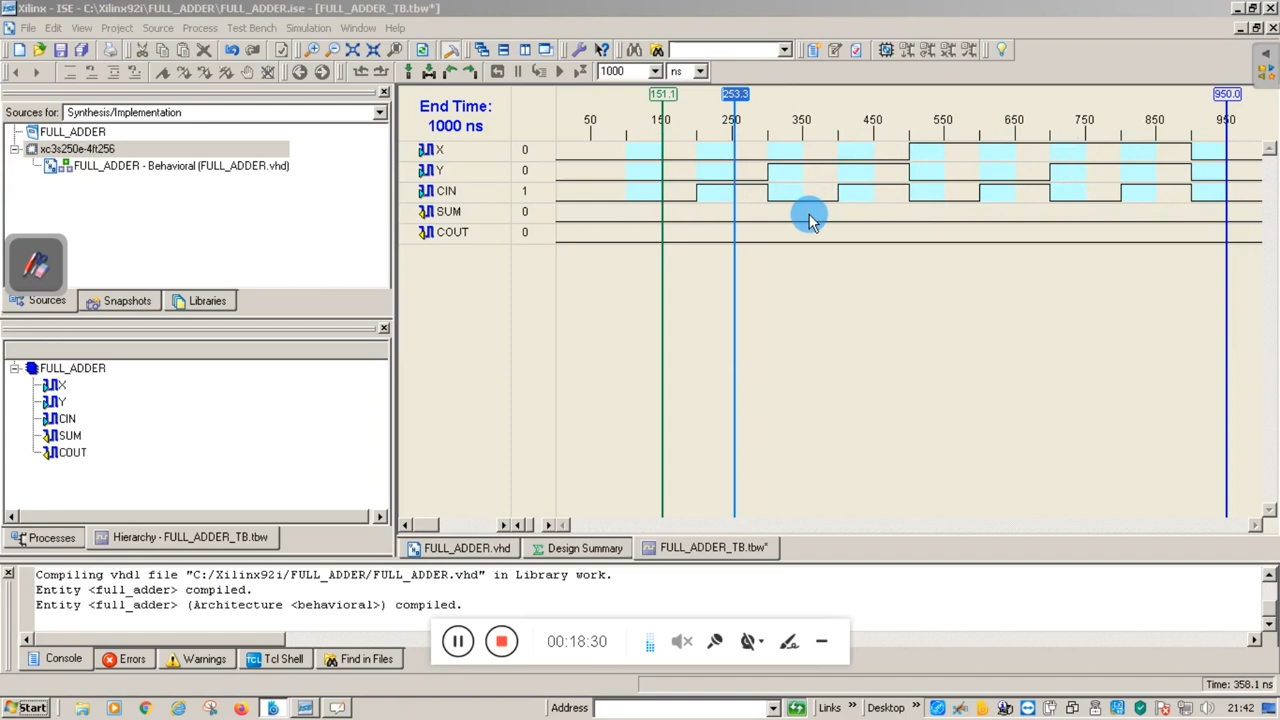 Xilinx - ISE - C:\Xilinx92i\FULL_ADDER\FULL_ADDER.ise - [FULL_ADDER_TB.tbw*]
File Edit View Project Source Process Test Bench Simulation Window Help
1000 ns
Sources for: Synthesis/Implementation
FULL_ADDER
xc3s250e-4ft256
FULL_ADDER - Behavioral (FULL_ADDER.vhd)
Sources Snapshots Libraries
FULL_ADDER
X
Y
CIN
SUM
COUT
Processes Hierarchy - FULL_ADDER_TB.tbw
End Time:
1000 ns
151.1 253.3 950.0
50 150 250 350 450 550 650 750 850 950
X 0
Y 0
CIN 1
SUM 0
COUT 0
FULL_ADDER.vhd Design Summary FULL_ADDER_TB.tbw*
Compiling vhdl file "C:/Xilinx92i/FULL_ADDER/FULL_ADDER.vhd" in Library work.
Entity <full_adder> compiled.
Entity <full_adder> (Architecture <behavioral>) compiled.
00:18:30
Console Errors Warnings Tcl Shell Find in Files
Time: 358.1 ns
Start Address Links » Desktop » 21:42